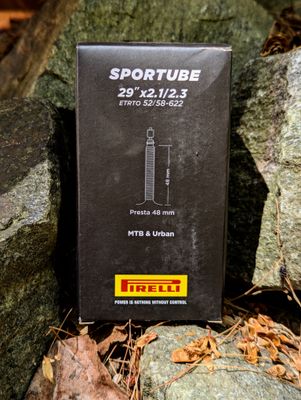 SPORTUBE
29"x2.1/2.3
ETRTO 52/58-622
48 mm
Presta 48 mm
MTB & Urban
PIRELLI
POWER IS NOTHING WITHOUT CONTROL